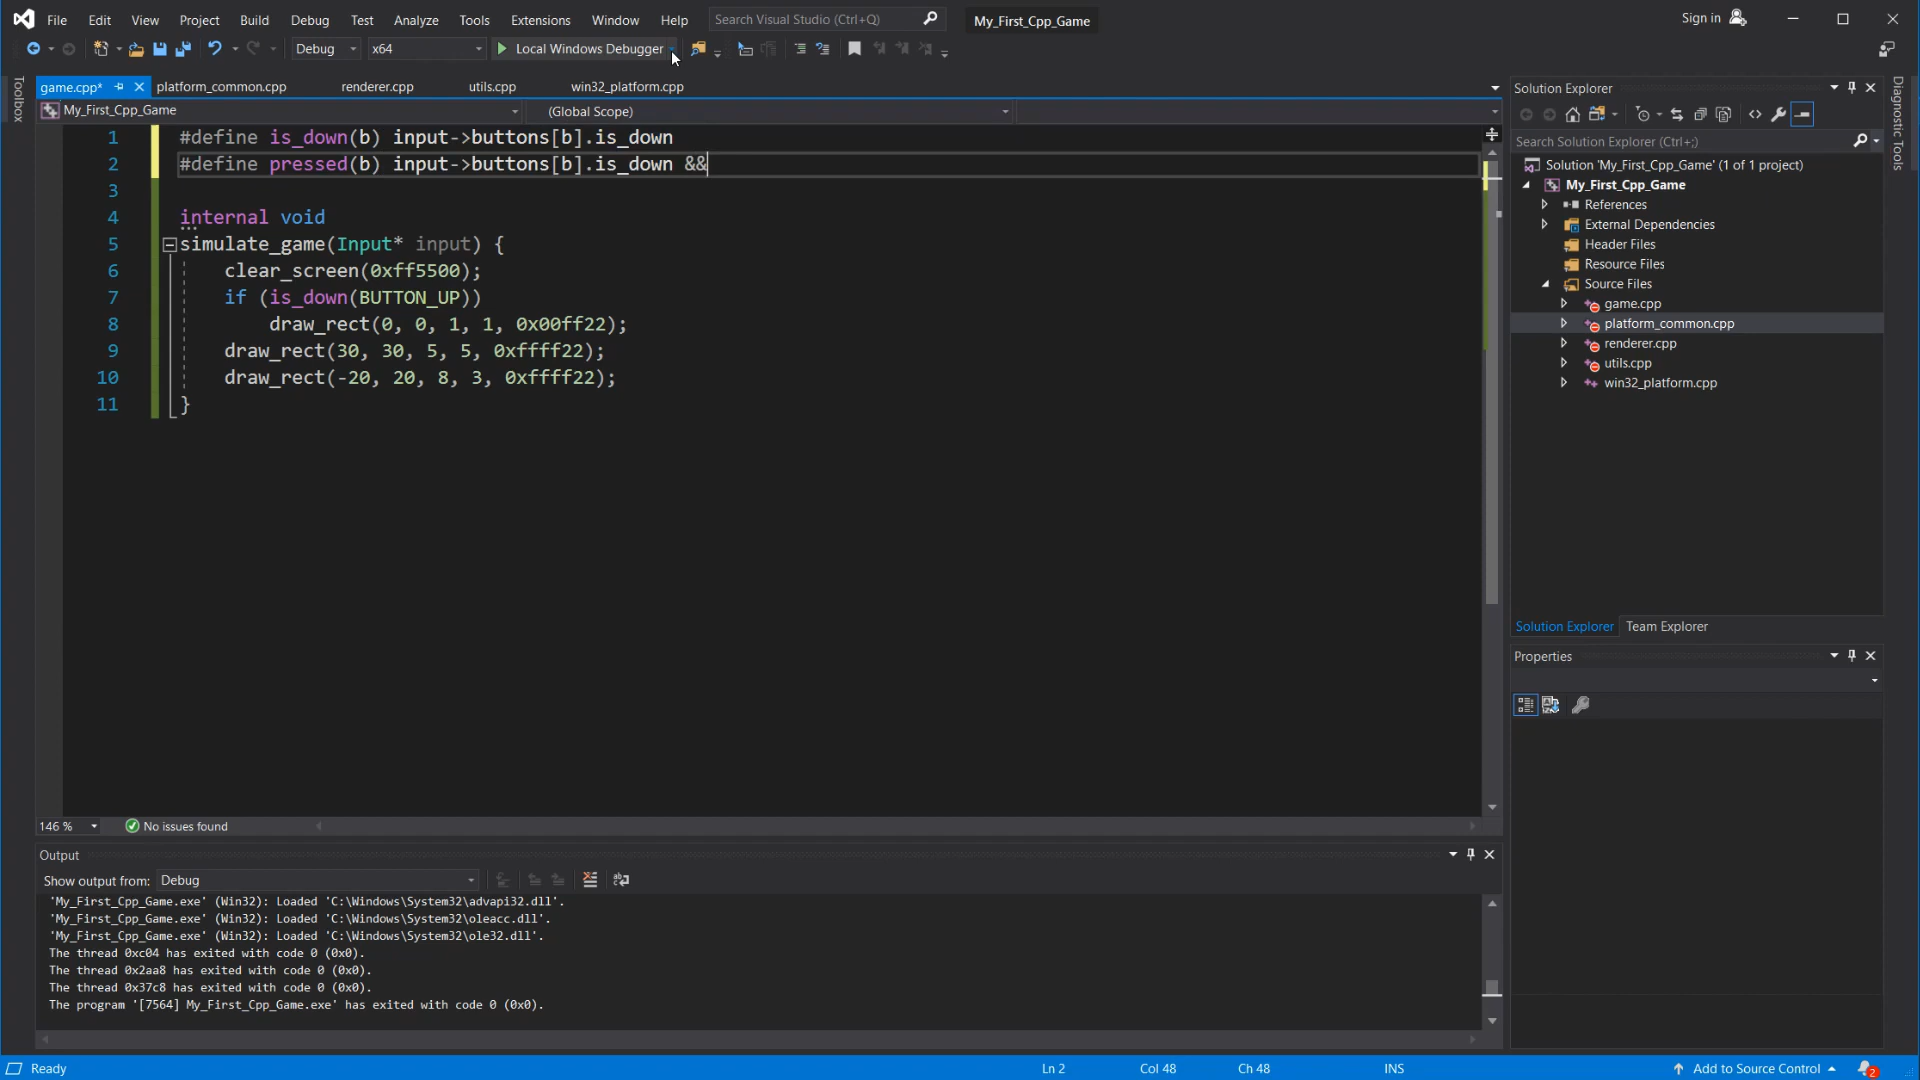 File Edit View Project Build Debug Test Analyze Tools Extensions Window Help Search Visual Studio (Ctrl+Q) My_First_Cpp_Game Sign in
Debug x64 Local Windows Debugger
Toolbox
game.cpp* platform_common.cpp renderer.cpp utils.cpp win32_platform.cpp
My_First_Cpp_Game (Global Scope)
1 #define is_down(b) input->buttons[b].is_down
2 #define pressed(b) input->buttons[b].is_down &&
3
4 internal void
5 simulate_game(Input* input) {
6 clear_screen(0xff5500);
7 if (is_down(BUTTON_UP))
8 draw_rect(0, 0, 1, 1, 0x00ff22);
9 draw_rect(30, 30, 5, 5, 0xffff22);
10 draw_rect(-20, 20, 8, 3, 0xffff22);
11 }
146 % No issues found
Output
Show output from: Debug
'My_First_Cpp_Game.exe' (Win32): Loaded 'C:\Windows\System32\advapi32.dll'.
'My_First_Cpp_Game.exe' (Win32): Loaded 'C:\Windows\System32\oleacc.dll'.
'My_First_Cpp_Game.exe' (Win32): Loaded 'C:\Windows\System32\ole32.dll'.
The thread 0xc04 has exited with code 0 (0x0).
The thread 0x2aa8 has exited with code 0 (0x0).
The thread 0x37c8 has exited with code 0 (0x0).
The program '[7564] My_First_Cpp_Game.exe' has exited with code 0 (0x0).
Solution Explorer
Search Solution Explorer (Ctrl+;)
Solution 'My_First_Cpp_Game' (1 of 1 project)
My_First_Cpp_Game
References
External Dependencies
Header Files
Resource Files
Source Files
game.cpp
platform_common.cpp
renderer.cpp
utils.cpp
win32_platform.cpp
Solution Explorer Team Explorer
Properties
Diagnostic Tools
Ready Ln 2 Col 48 Ch 48 INS Add to Source Control 2